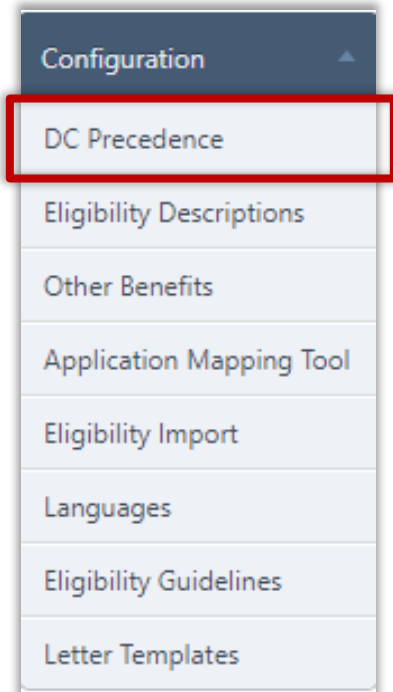 Configuration
DC Precedence
Eligibility Descriptions
Other Benefits
Application Mapping Tool
Eligibility Import
Languages
Eligibility Guidelines
Letter Templates